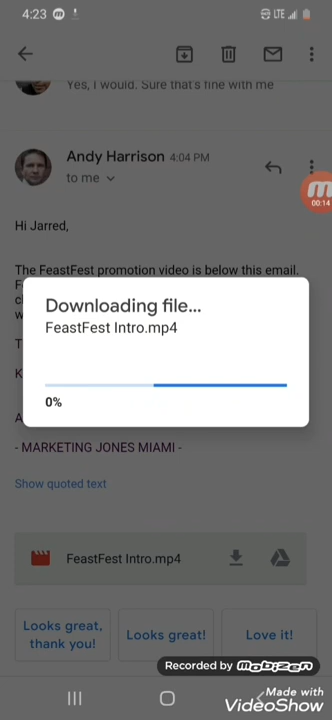 4:23
LTE
Yes, I would. Sure that's fine with me
Andy Harrison 4:04 PM
to me
00:14
Hi Jarred,
The FeastFest promotion video is below this email.
Downloading file...
FeastFest Intro.mp4
0%
- MARKETING JONES MIAMI -
Show quoted text
FeastFest Intro.mp4
Looks great, thank you!
Looks great!
Love it!
Recorded by mobizen
Made with
VideoShow